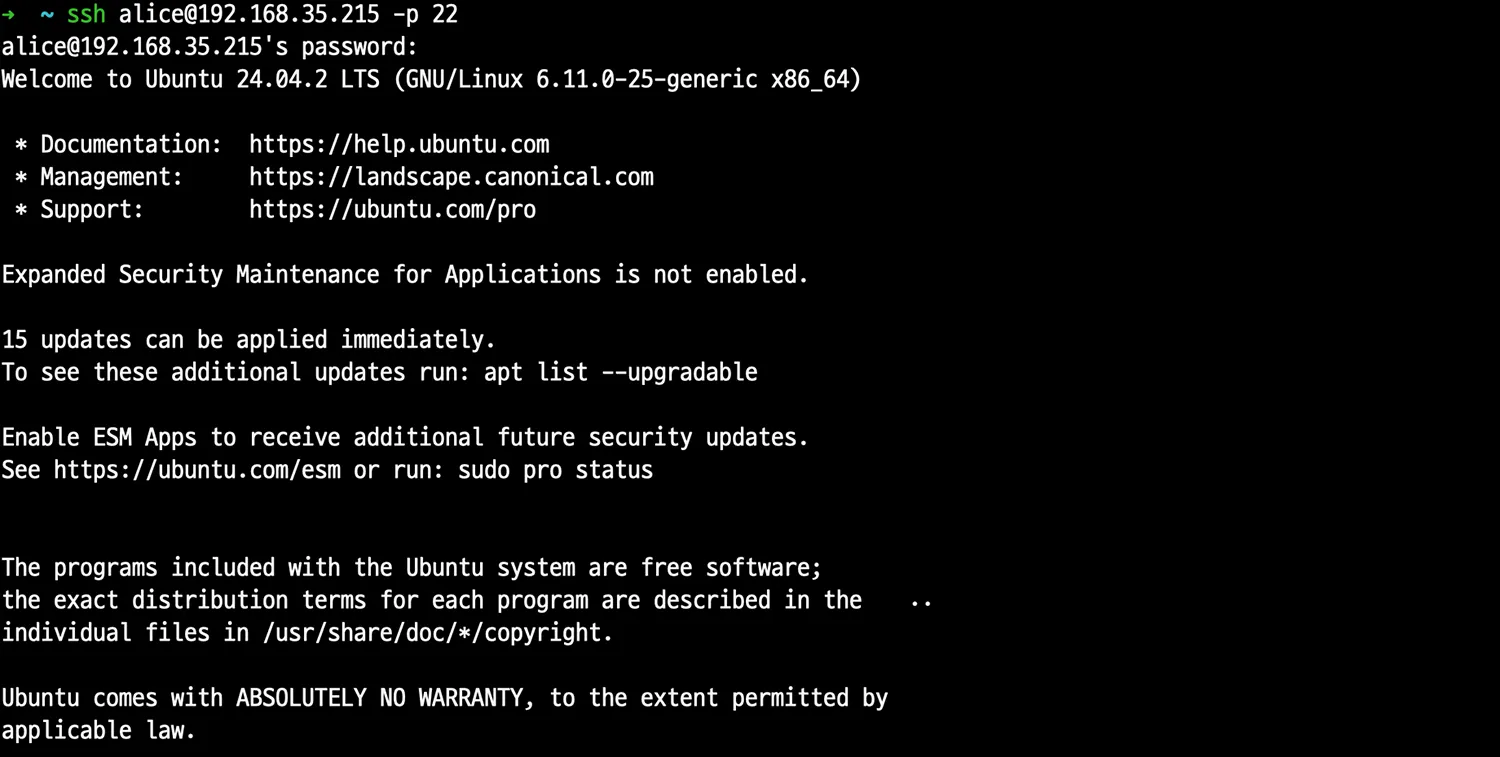 → ~ ssh alice@192.168.35.215 -p 22
alice@192.168.35.215's password:
Welcome to Ubuntu 24.04.2 LTS (GNU/Linux 6.11.0-25-generic x86_64)
* Documentation: https://help.ubuntu.com
* Management: https://landscape.canonical.com
* Support: https://ubuntu.com/pro
Expanded Security Maintenance for Applications is not enabled.
15 updates can be applied immediately.
To see these additional updates run: apt list --upgradable
Enable ESM Apps to receive additional future security updates.
See https://ubuntu.com/esm or run: sudo pro status
The programs included with the Ubuntu system are free software;
the exact distribution terms for each program are described in the ..
individual files in /usr/share/doc/*/copyright.
Ubuntu comes with ABSOLUTELY NO WARRANTY, to the extent permitted by
applicable law.